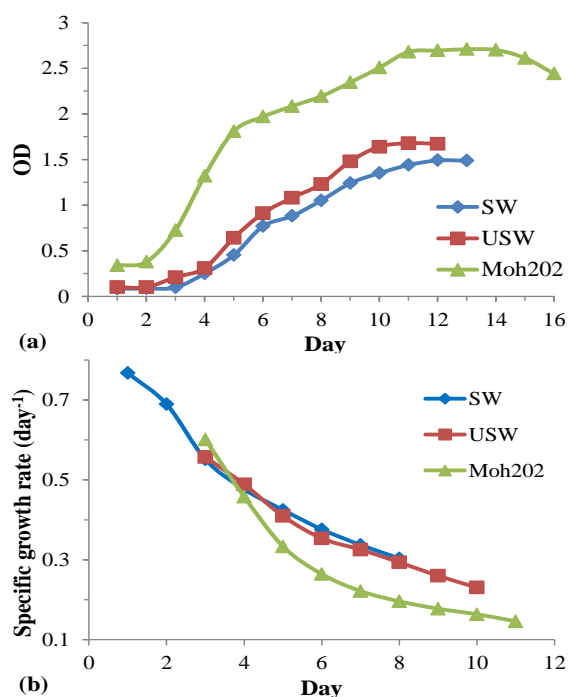 3
2.5
2
1.5
1
0.5
0
OD
SW
USW
Moh202
0 2 4 6 8 10 12 14 16
(a) Day
0.7
0.5
0.3
0.1
Specific growth rate (day⁻¹)
SW
USW
Moh202
0 2 4 6 8 10 12
(b) Day